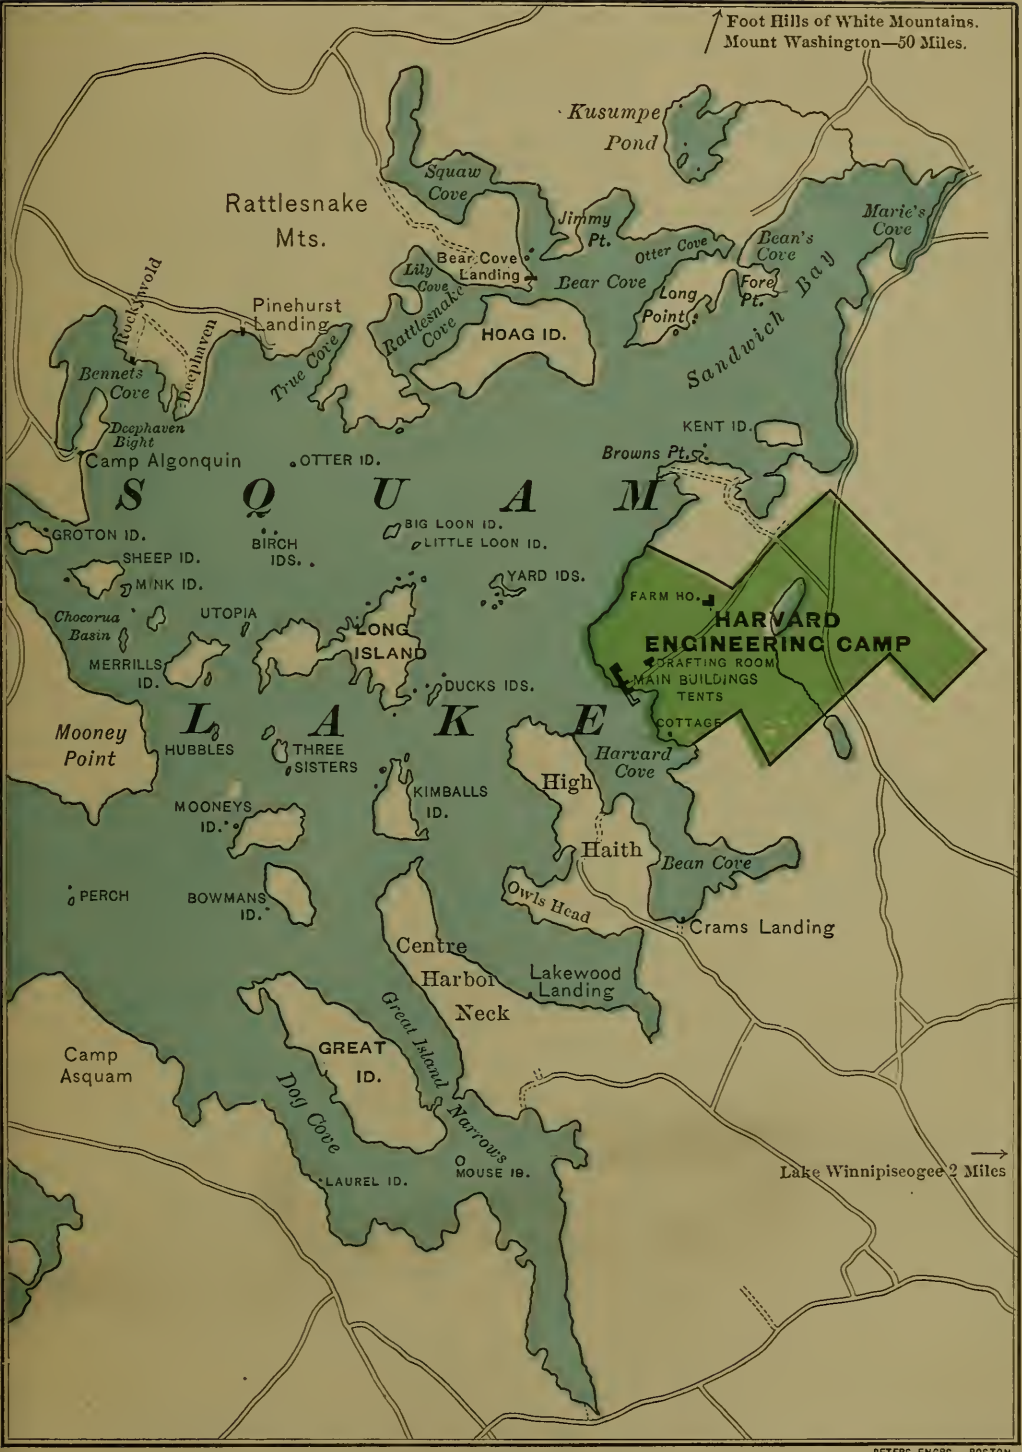 Foot Hills of White Mountains.
Mount Washington—50 Miles.
Kusumpe
Pond
Squaw
Cove
Rattlesnake
Mts.
Jimmy
Pt.
Marie's
Cove
Otter Cove
Bean's
Cove
Bear Cove
Landing
Lily
Cove
Bear Cove
Fore
Pt.
Long
Point
Sandwich Bay
Rockywold
Pinehurst
Landing
Rattlesnake
Cove
HOAG ID.
Deephaven
True Cove
Bennets
Cove
Deephaven
Bight
KENT ID.
Camp Algonquin
OTTER ID.
Browns Pt.
SQUAM
GROTON ID.
BIRCH
IDS.
BIG LOON ID.
LITTLE LOON ID.
SHEEP ID.
MINK ID.
YARD IDS.
FARM HO.
Chocorua
Basin
UTOPIA
LONG
ISLAND
HARVARD
ENGINEERING CAMP
MERRILLS
ID.
DRAFTING ROOM
MAIN BUILDINGS
TENTS
DUCKS IDS.
COTTAGE
LAKE
Mooney
Point
HUBBLES
THREE
SISTERS
Harvard
Cove
High
Haith
KIMBALLS
ID.
MOONEYS
ID.
Bean Cove
PERCH
BOWMANS
ID.
Owls Head
Crams Landing
Centre
Harbor
Neck
Lakewood
Landing
Great Island
Narrows
GREAT
ID.
Camp
Asquam
Dog Cove
MOUSE ID.
LAUREL ID.
Lake Winnipiseogee 2 Miles
PETERS ENGRS. BOSTON